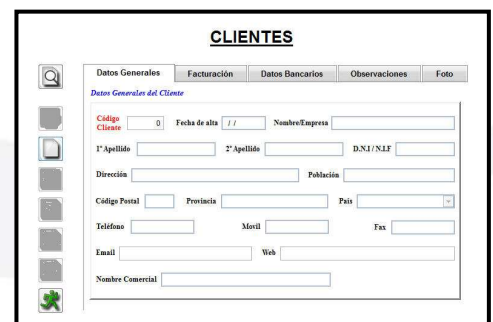 CLIENTES
Datos Generales Facturación Datos Bancarios Observaciones Foto
Datos Generales del Cliente
Código Cliente 0 Fecha de alta / / Nombre/Empresa
1º Apellido 2º Apellido D.N.I / N.I.F
Dirección Población
Código Postal Provincia Pais
Teléfono Movil Fax
Email Web
Nombre Comercial